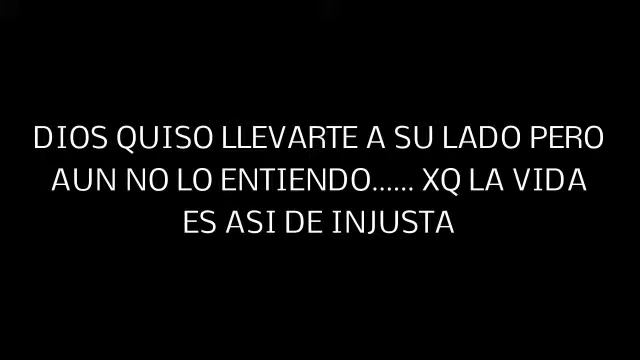 DIOS QUISO LLEVARTE A SU LADO PERO
AUN NO LO ENTIENDO...... XQ LA VIDA
ES ASI DE INJUSTA